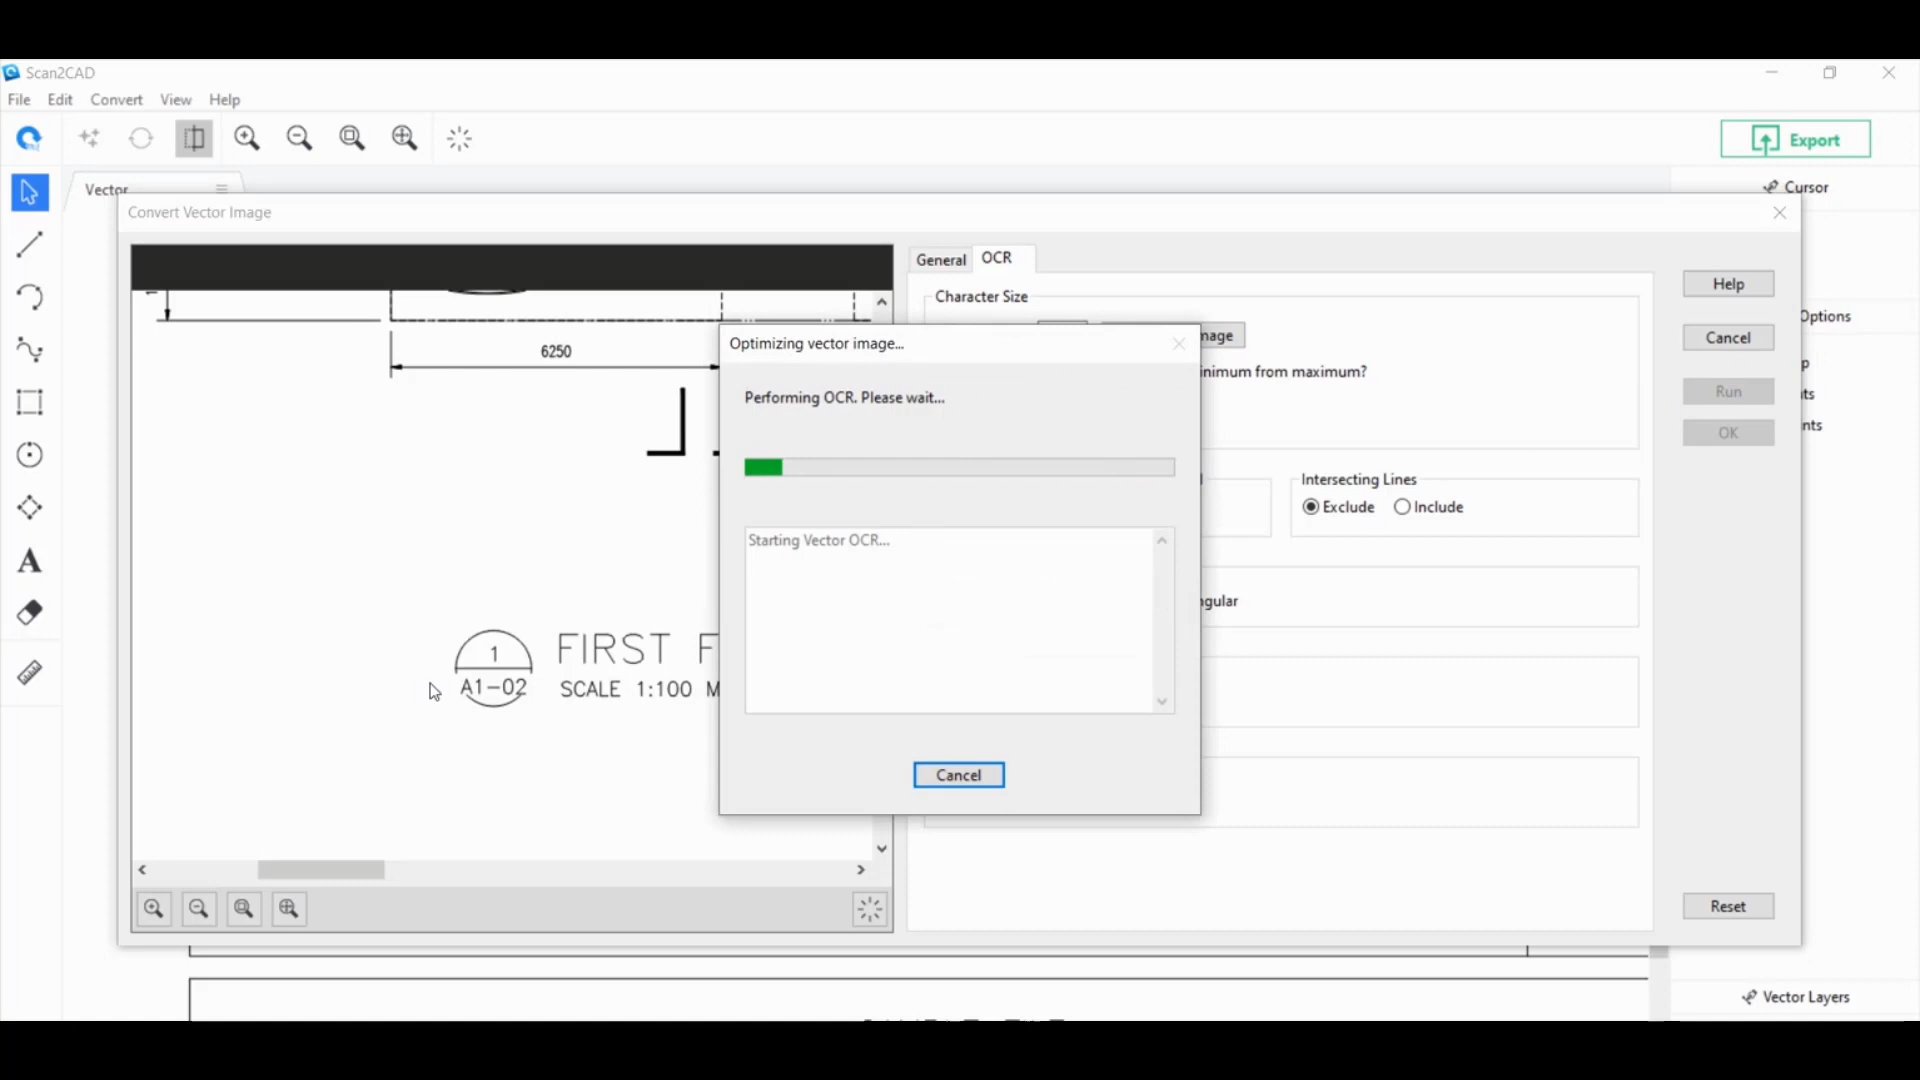 Scan2CAD
File Edit Convert View Help
Export
Vector
Cursor
Convert Vector Image
General OCR
Character Size
Help
Options
Cancel
Optimizing vector image...
6250
Performing OCR. Please wait...
Run
OK
Intersecting Lines
Exclude Include
Starting Vector OCR...
1
A1-02
FIRST F
SCALE 1:100 M
Cancel
Reset
Vector Layers
inimum from maximum?